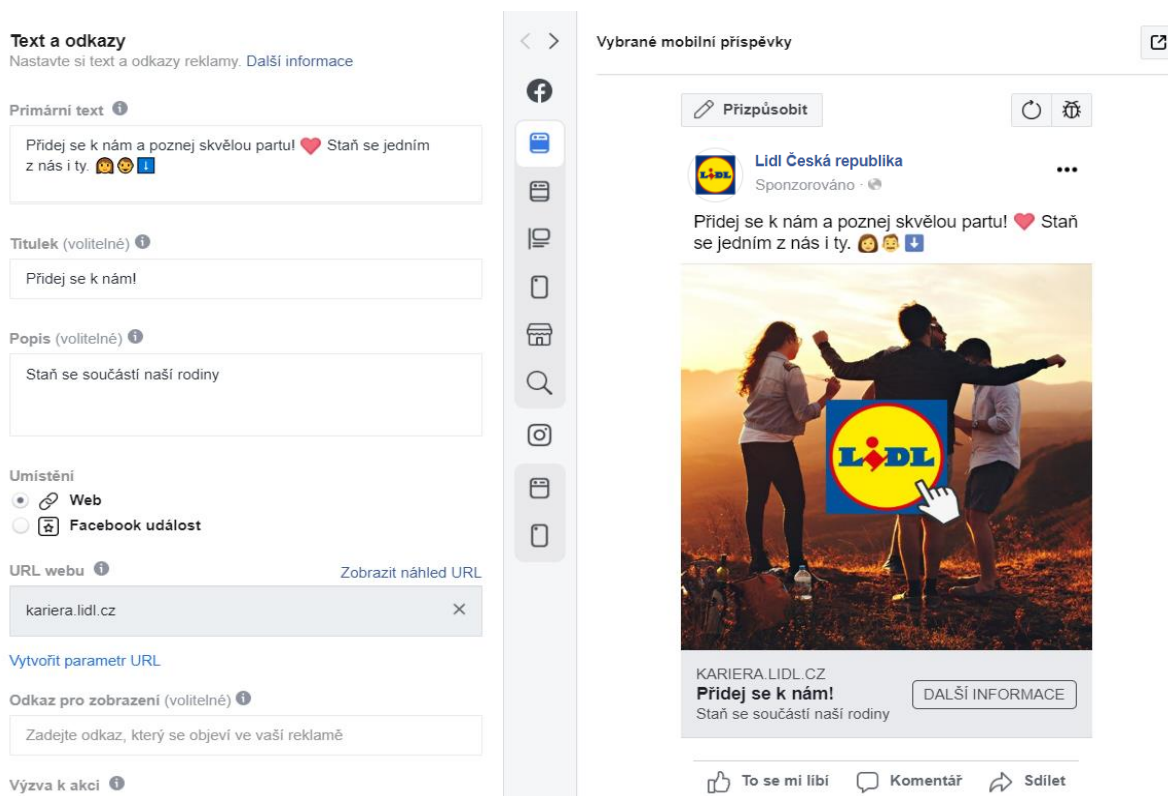 Text a odkazy
Nastavte si text a odkazy reklamy. Další informace
Primární text
Přidej se k nám a poznej skvělou partu! ❤️ Staň se jedním
z nás i ty. 👩👨⬇️
Titulek (volitelné)
Přidej se k nám!
Popis (volitelné)
Staň se součástí naší rodiny
Umístění
Web
Facebook událost
URL webu
Zobrazit náhled URL
kariera.lidl.cz
Vytvořit parametr URL
Odkaz pro zobrazení (volitelné)
Zadejte odkaz, který se objeví ve vaší reklamě
Výzva k akci
Vybrané mobilní příspěvky
Přizpůsobit
LIDL
Lidl Česká republika
Sponzorováno ·
Přidej se k nám a poznej skvělou partu! ❤️ Staň
se jedním z nás i ty. 👩👨⬇️
LIDL
KARIERA.LIDL.CZ
Přidej se k nám!
Staň se součástí naší rodiny
DALŠÍ INFORMACE
To se mi líbí
Komentář
Sdílet